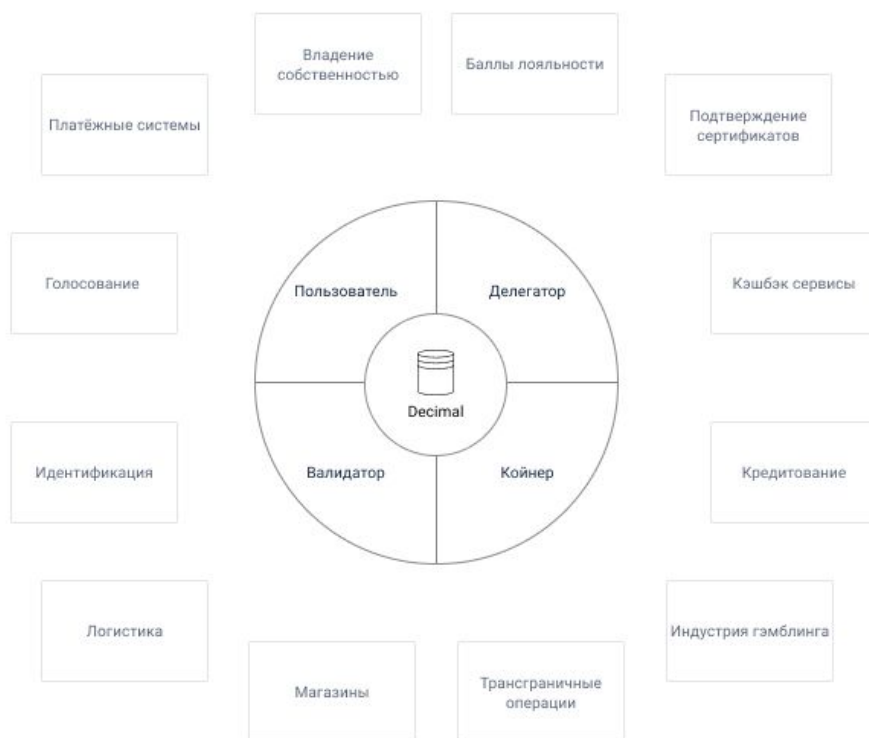 Владение
собственностью
Баллы лояльности
Платёжные системы
Подтверждение
сертификатов
Голосование
Кэшбэк сервисы
Пользователь
Делегатор
Decimal
Валидатор
Койнер
Идентификация
Кредитование
Логистика
Индустрия гэмблинга
Магазины
Трансграничные
операции